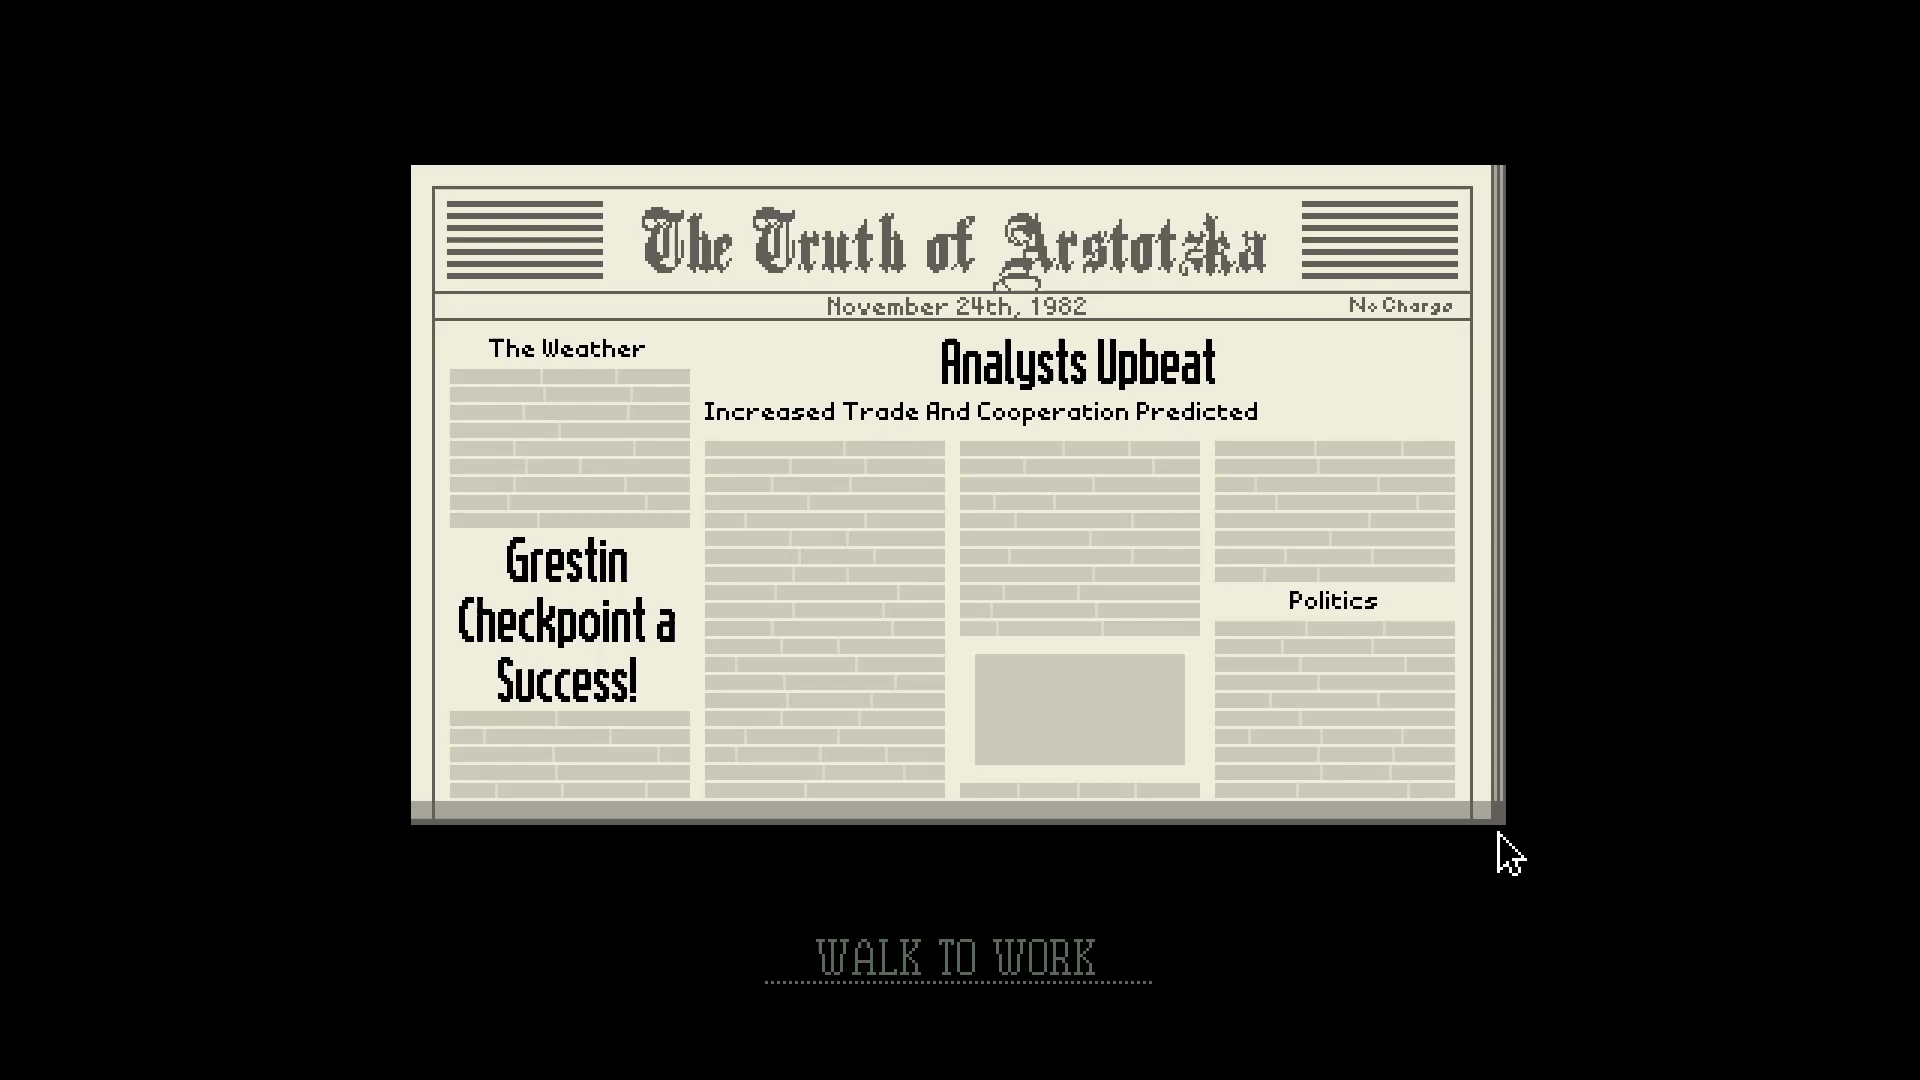 The Truth of Arstotzka
November 24th, 1982
No Charge
The Weather
Grestin
Checkpoint a
Success!
Analysts Upbeat
Increased Trade And Cooperation Predicted
Politics
WALK TO WORK